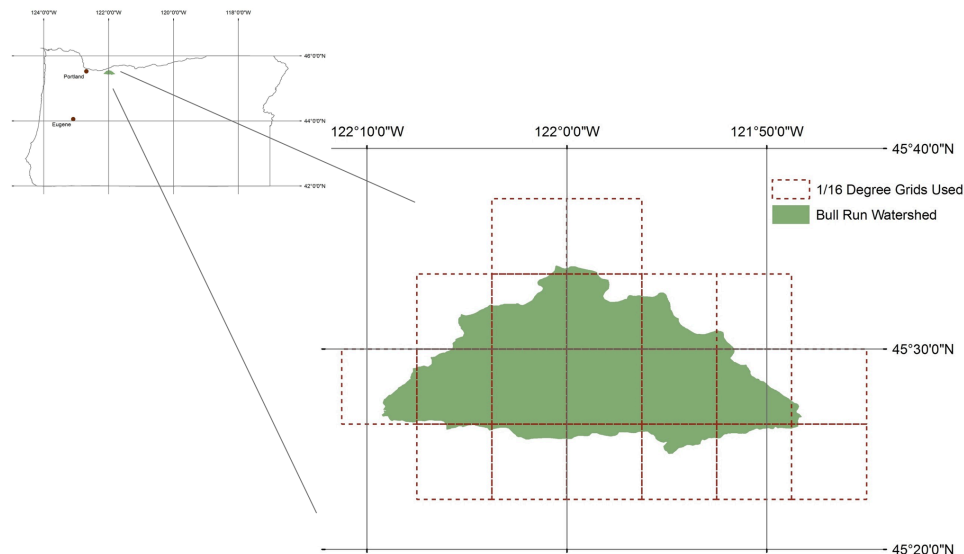 124°0'0"W 122°0'0"W 120°0'0"W 118°0'0"W
46°0'0"N
Portland
44°0'0"N
Eugene
42°0'0"N
122°10'0"W 122°0'0"W 121°50'0"W
45°40'0"N
1/16 Degree Grids Used
Bull Run Watershed
45°30'0"N
45°20'0"N